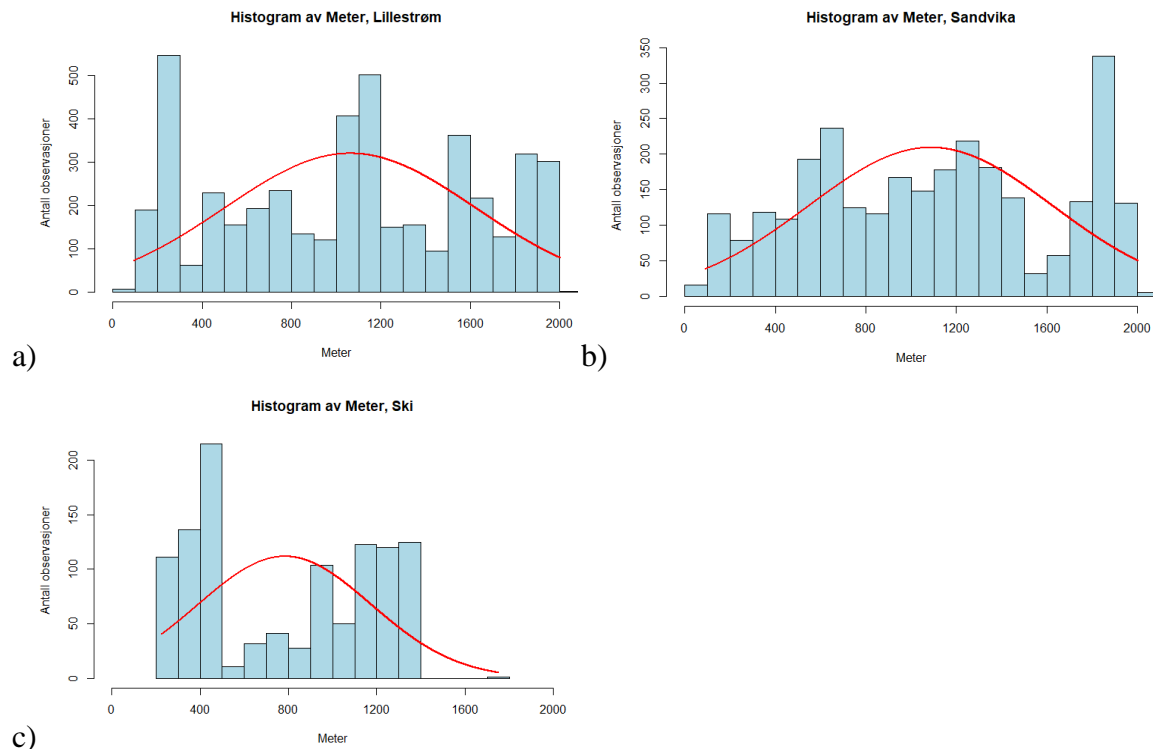 Histogram av Meter, Lillestrøm
Antall observasjoner
0 100 200 300 400 500
0 400 800 1200 1600 2000
Meter
a)
Histogram av Meter, Sandvika
Antall observasjoner
0 50 100 150 200 250 300 350
0 400 800 1200 1600 2000
Meter
b)
Histogram av Meter, Ski
Antall observasjoner
0 50 100 150 200
0 400 800 1200 1600 2000
Meter
c)